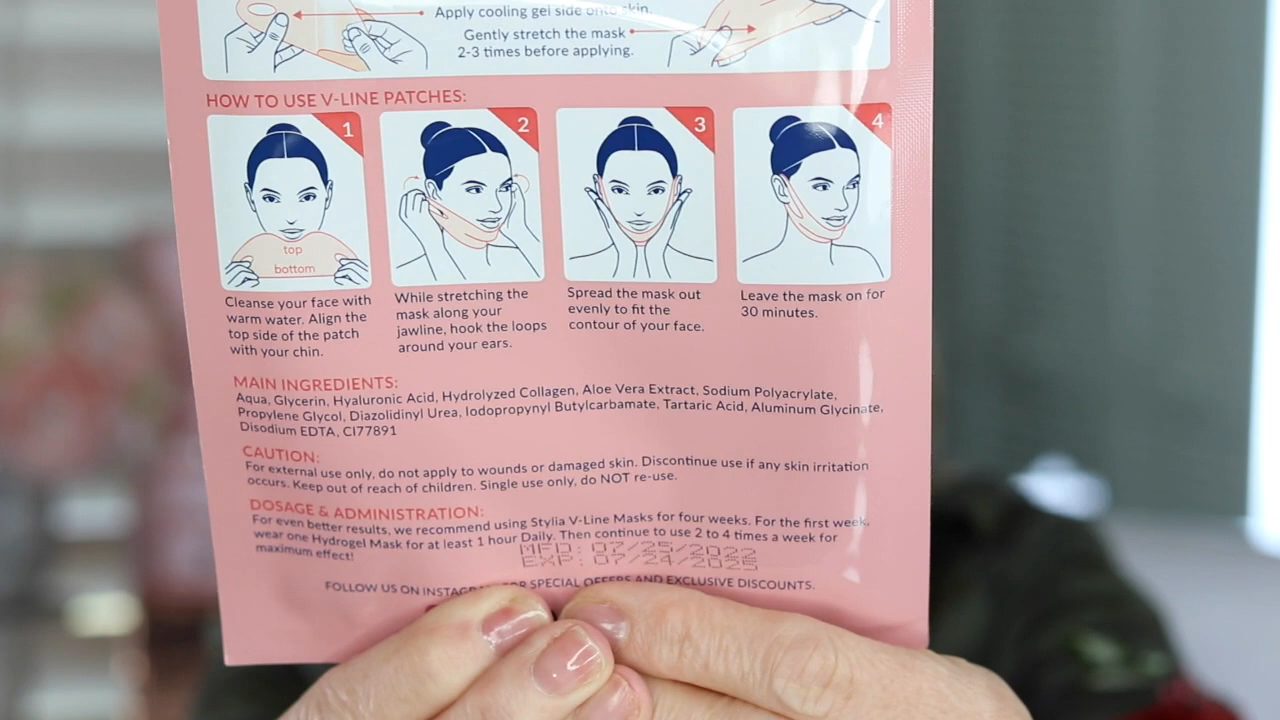 Apply cooling gel side onto skin.
Gently stretch the mask
2-3 times before applying.
HOW TO USE V-LINE PATCHES:
1
2
3
4
top
bottom
Cleanse your face with
warm water. Align the
top side of the patch
with your chin.
While stretching the
mask along your
jawline, hook the loops
around your ears.
Spread the mask out
evenly to fit the
contour of your face.
Leave the mask on for
30 minutes.
MAIN INGREDIENTS:
Aqua, Glycerin, Hyaluronic Acid, Hydrolyzed Collagen, Aloe Vera Extract, Sodium Polyacrylate,
Propylene Glycol, Diazolidinyl Urea, Iodopropynyl Butylcarbamate, Tartaric Acid, Aluminum Glycinate,
Disodium EDTA, CI77891
CAUTION:
For external use only, do not apply to wounds or damaged skin. Discontinue use if any skin irritation
occurs. Keep out of reach of children. Single use only, do NOT re-use.
DOSAGE & ADMINISTRATION:
For even better results, we recommend using Stylia V-Line Masks for four weeks. For the first week,
wear one Hydrogel Mask for at least 1 hour Daily. Then continue to use 2 to 4 times a week for
maximum effect!
MFD: 07/25/2022
EXP: 07/24/2025
FOLLOW US ON SPECIAL OFFERS AND EXCLUSIVE DISCOUNTS.